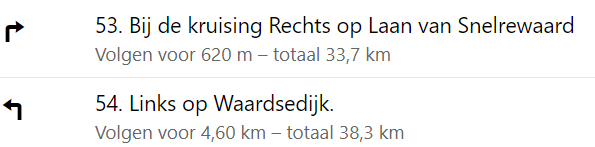 53. Bij de kruising Rechts op Laan van Snelrewaard
Volgen voor 620 m – totaal 33,7 km
54. Links op Waardsedijk.
Volgen voor 4,60 km – totaal 38,3 km